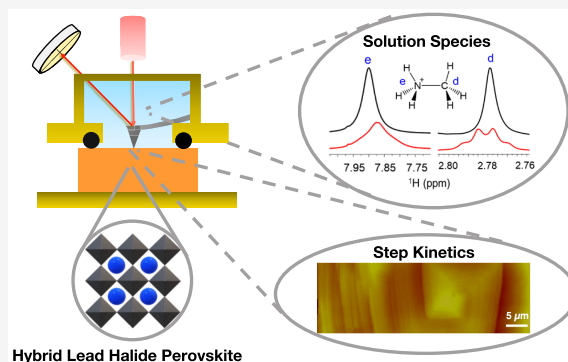 Solution Species
e
d
H
H
H
e
N+
C
d
H
H
H
7.95
7.85
7.75
2.80
2.78
2.76
¹H (ppm)
Step Kinetics
5 µm
Hybrid Lead Halide Perovskite